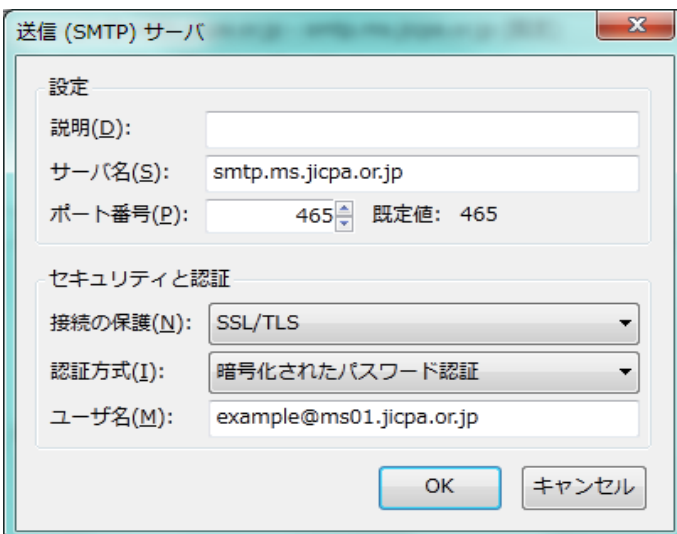 送信 (SMTP) サーバ
設定
説明(D):
サーバ名(S): smtp.ms.jicpa.or.jp
ポート番号(P): 465 既定値: 465
セキュリティと認証
接続の保護(N): SSL/TLS
認証方式(I): 暗号化されたパスワード認証
ユーザ名(M): example@ms01.jicpa.or.jp
OK キャンセル